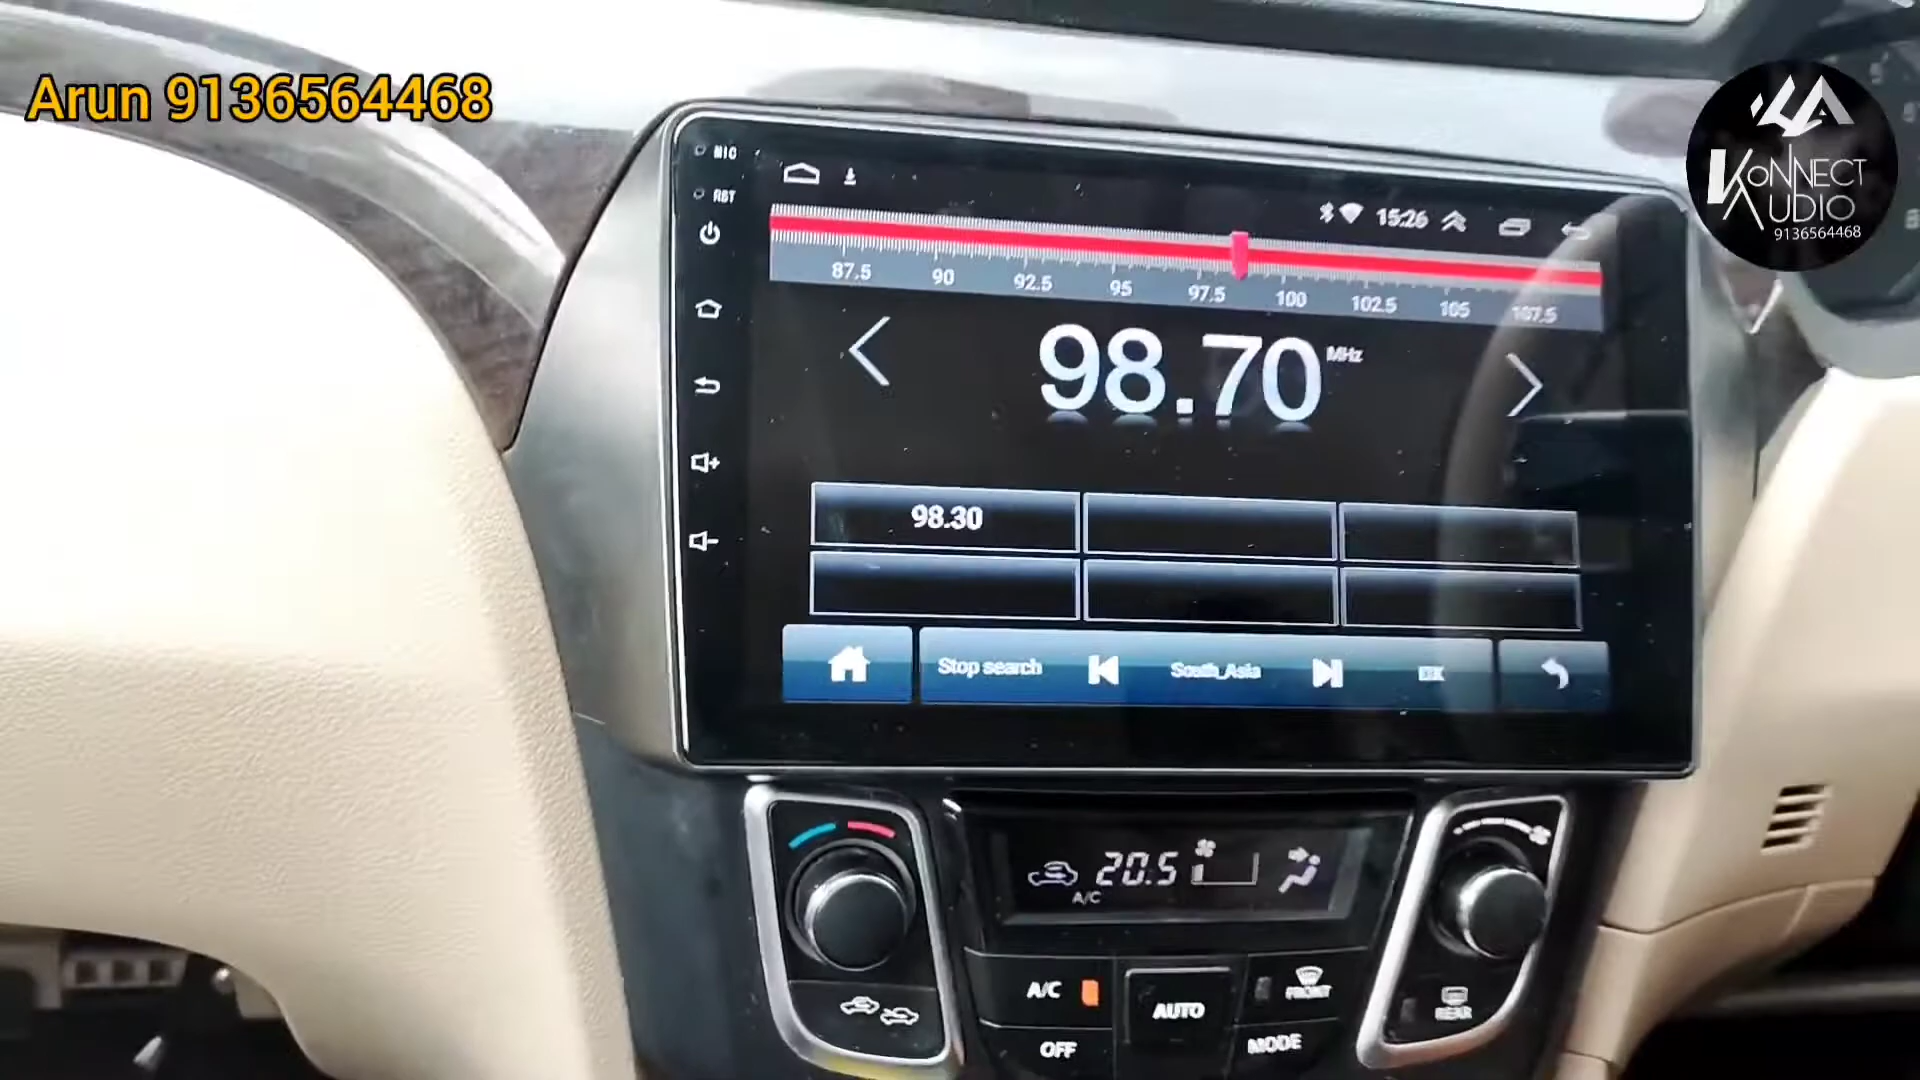 Arun 9136564468
KONNECT
AUDIO
9136564468
MIC
RST
15:26
87.5 90 92.5 95 97.5 100 102.5 105 107.5
98.70 MHz
98.30
Stop search South_Asia
20.5
A/C
A/C AUTO FRONT REAR
OFF MODE